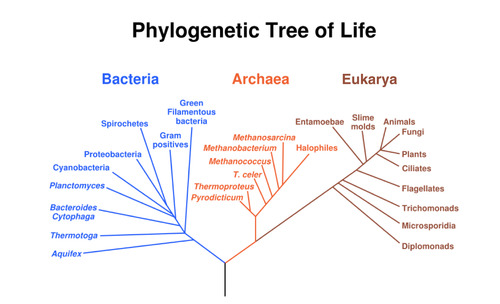 Phylogenetic Tree of Life
Bacteria
Archaea
Eukarya
Green
Filamentous
bacteria
Spirochetes
Gram
positives
Proteobacteria
Cyanobacteria
Planctomyces
Bacteroides
Cytophaga
Thermotoga
Aquifex
Methanosarcina
Methanobacterium
Halophiles
Methanococcus
T. celer
Thermoproteus
Pyrodicticum
Entamoebae
Slime
molds
Animals
Fungi
Plants
Ciliates
Flagellates
Trichomonads
Microsporidia
Diplomonads